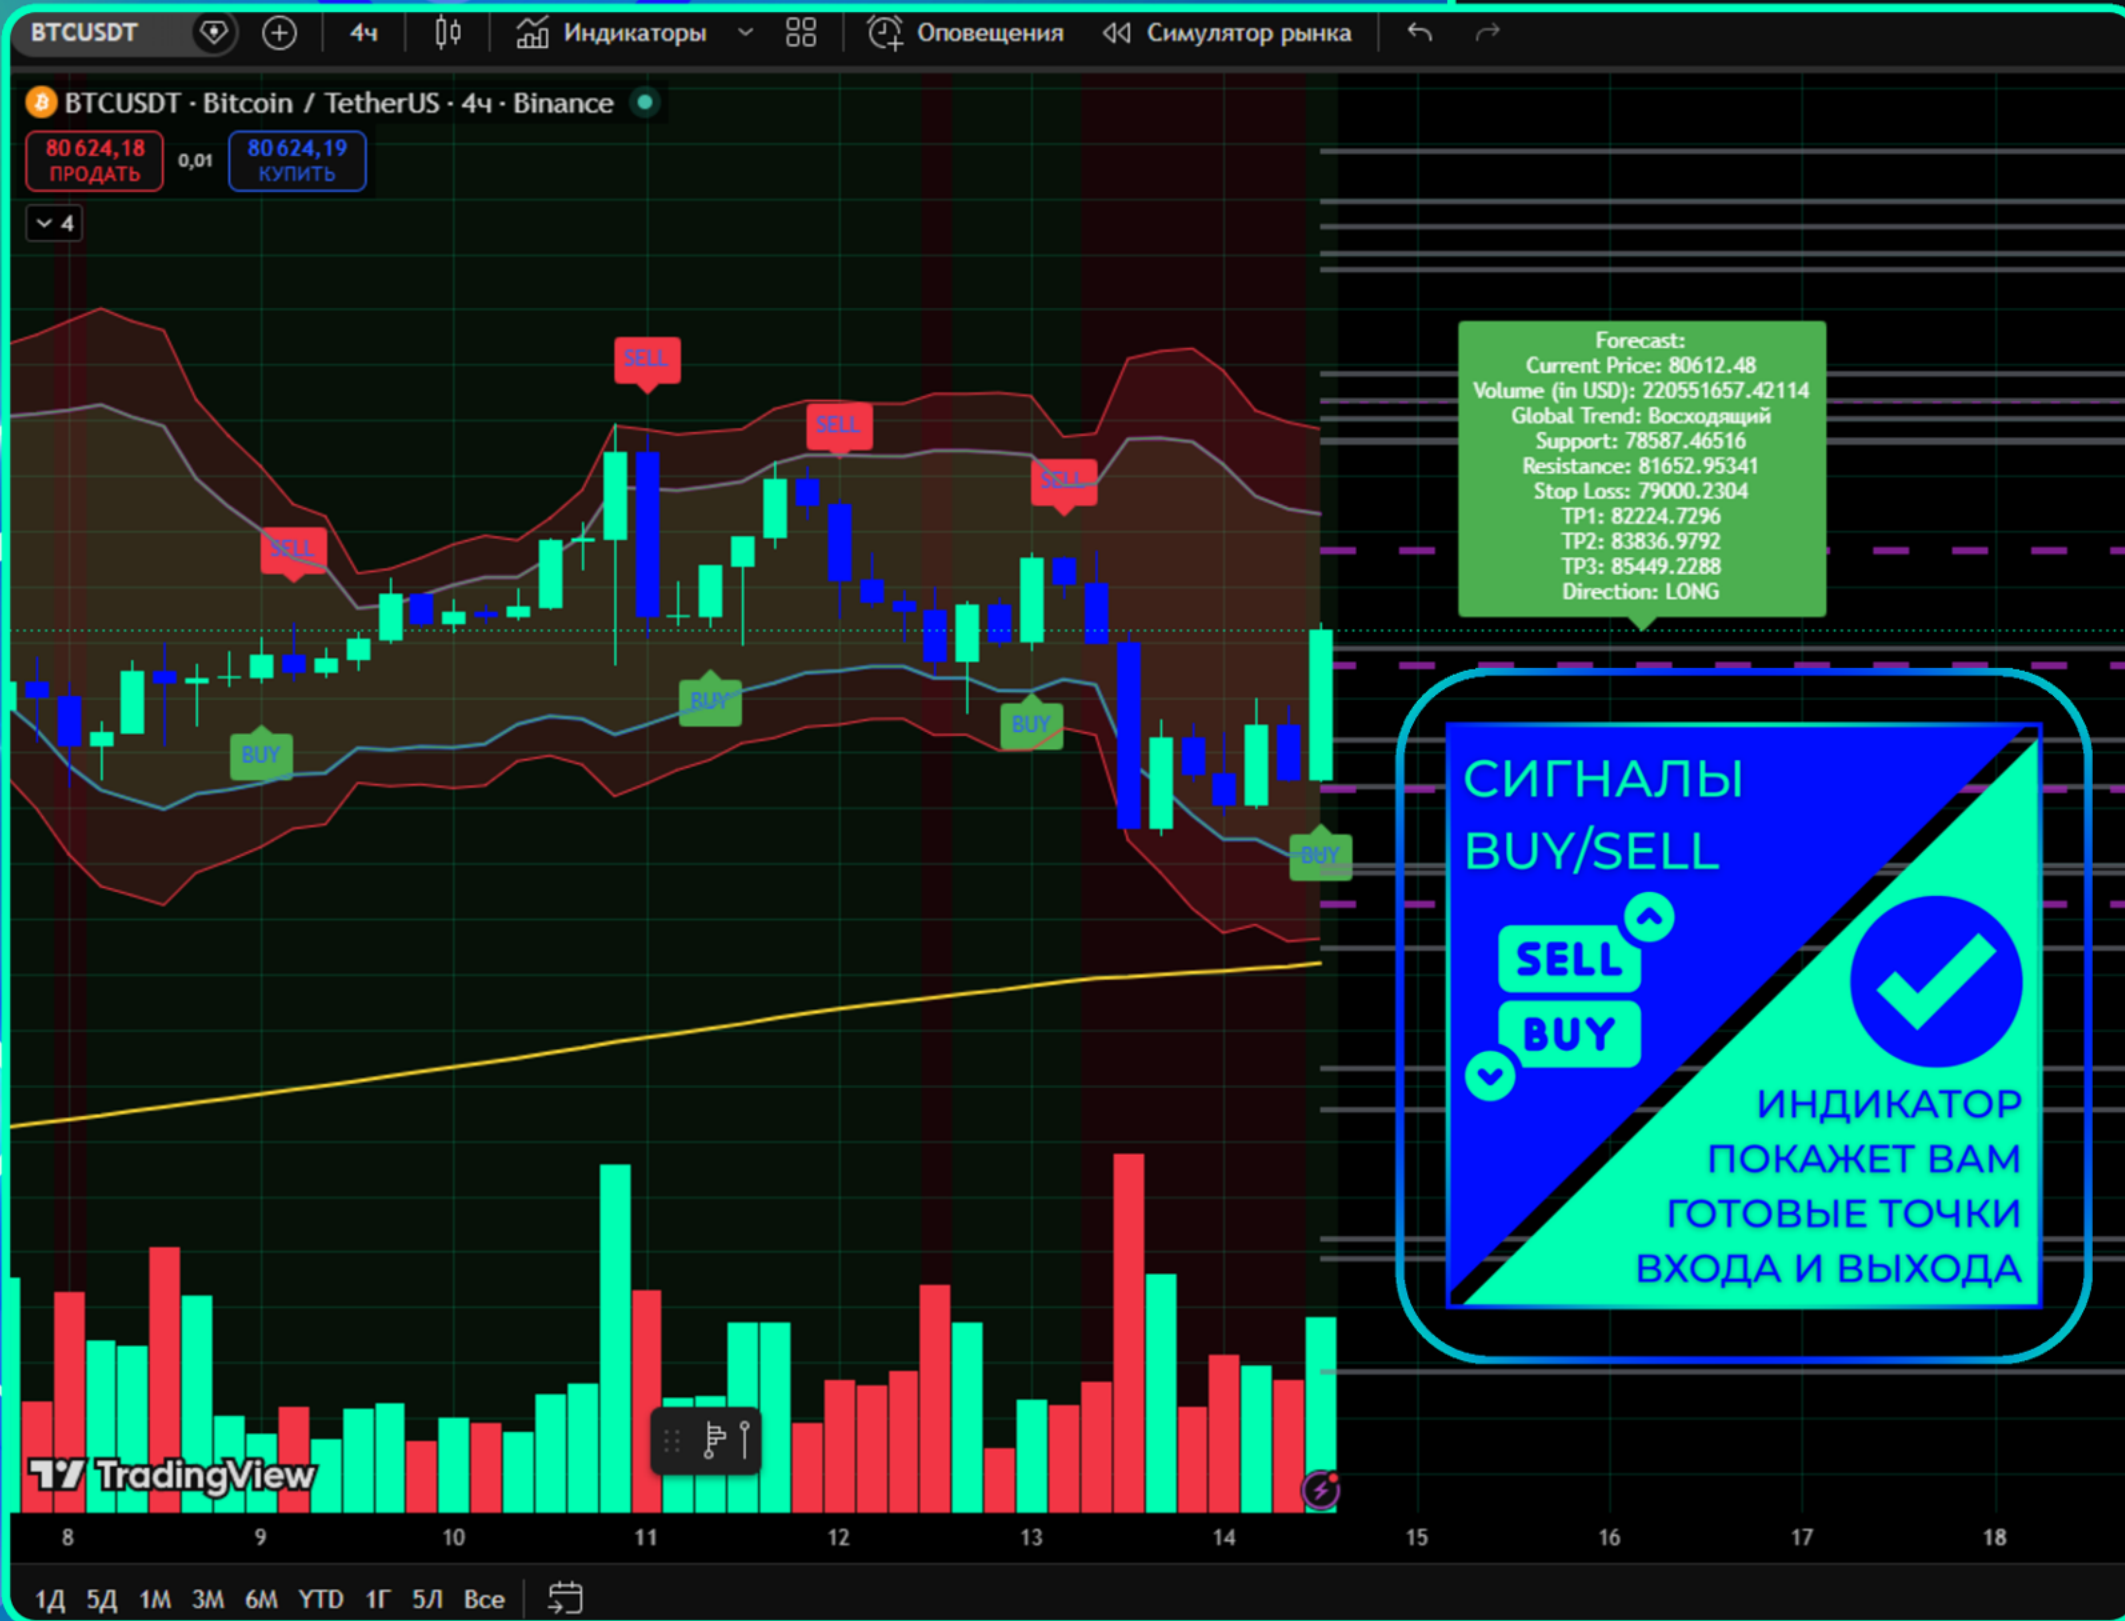 BTCUSDT
4ч
Индикаторы
Оповещения
Симулятор рынка
BTCUSDT · Bitcoin / TetherUS · 4ч · Binance
80 624,18
ПРОДАТЬ
0,01
80 624,19
КУПИТЬ
4
SELL
SELL
SELL
SELL
BUY
BUY
BUY
BUY
Forecast:
Current Price: 80612.48
Volume (in USD): 220551657.42114
Global Trend: Восходящий
Support: 78587.46516
Resistance: 81652.95341
Stop Loss: 79000.2304
TP1: 82224.7296
TP2: 83836.9792
TP3: 85449.2288
Direction: LONG
СИГНАЛЫ
BUY/SELL
SELL
BUY
ИНДИКАТОР
ПОКАЖЕТ ВАМ
ГОТОВЫЕ ТОЧКИ
ВХОДА И ВЫХОДА
TradingView
8 9 10 11 12 13 14 15 16 17 18
1Д 5Д 1М 3М 6М YTD 1Г 5Л Все